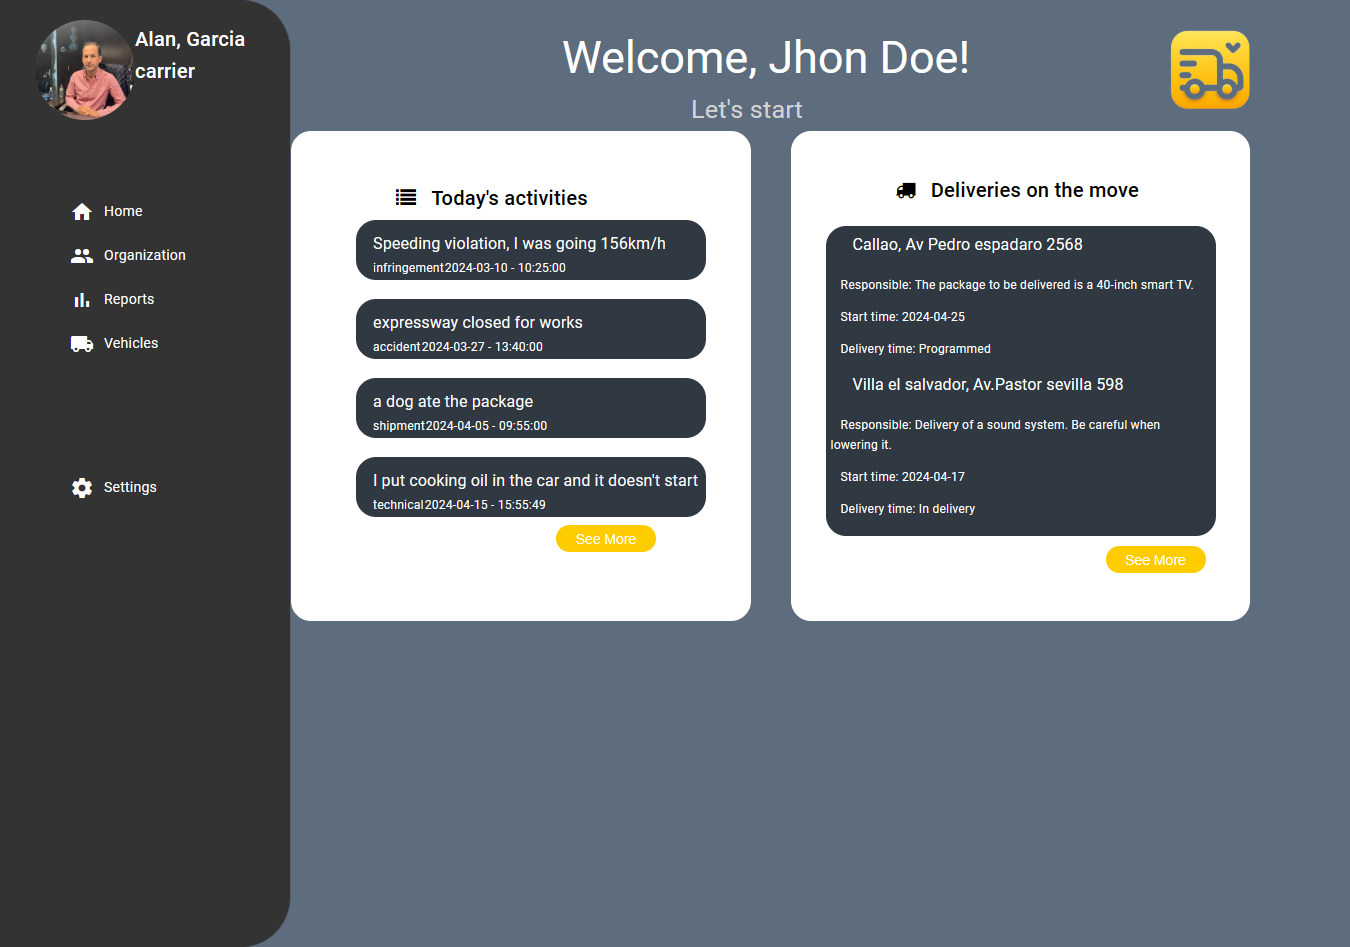 Alan, Garcia
carrier
Home
Organization
Reports
Vehicles
Settings
Welcome, Jhon Doe!
Let's start
Today's activities
Speeding violation, I was going 156km/h
infringement2024-03-10 - 10:25:00
expressway closed for works
accident2024-03-27 - 13:40:00
a dog ate the package
shipment2024-04-05 - 09:55:00
I put cooking oil in the car and it doesn't start
technical2024-04-15 - 15:55:49
See More
Deliveries on the move
Callao, Av Pedro espadaro 2568
Responsible: The package to be delivered is a 40-inch smart TV.
Start time: 2024-04-25
Delivery time: Programmed
Villa el salvador, Av.Pastor sevilla 598
Responsible: Delivery of a sound system. Be careful when
lowering it.
Start time: 2024-04-17
Delivery time: In delivery
See More